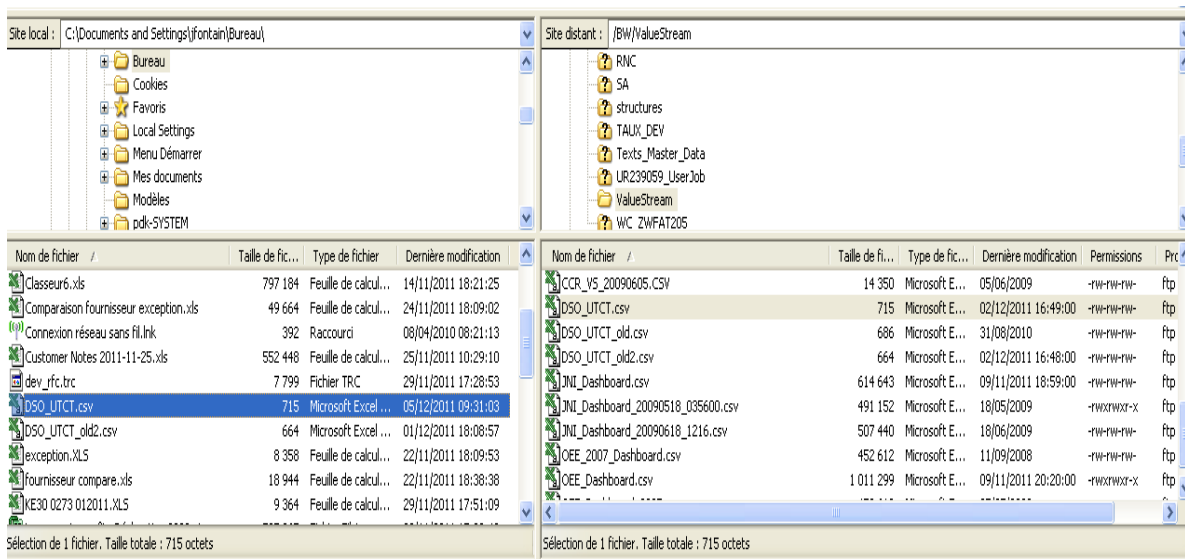 Site local : C:\Documents and Settings\jfontain\Bureau\
Bureau
Cookies
Favoris
Local Settings
Menu Démarrer
Mes documents
Modèles
pdk-SYSTEM
Nom de fichier Taille de fic... Type de fichier Dernière modification
Classeur6.xls 797 184 Feuille de calcul... 14/11/2011 18:21:25
Comparaison fournisseur exception.xls 49 664 Feuille de calcul... 24/11/2011 18:09:02
Connexion réseau sans fil.lnk 392 Raccourci 08/04/2010 08:21:13
Customer Notes 2011-11-25.xls 552 448 Feuille de calcul... 25/11/2011 10:29:10
dev_rfc.trc 7 799 Fichier TRC 29/11/2011 17:28:53
DSO_UTCT.csv 715 Microsoft Excel ... 05/12/2011 09:31:03
DSO_UTCT_old2.csv 664 Microsoft Excel ... 01/12/2011 18:08:57
exception.XLS 8 358 Feuille de calcul... 22/11/2011 18:09:53
fournisseur compare.xls 18 944 Feuille de calcul... 22/11/2011 18:38:38
KE30 0273 012011.XLS 9 364 Feuille de calcul... 29/11/2011 17:51:09
Sélection de 1 fichier. Taille totale : 715 octets
Site distant : /BW/ValueStream
RNC
SA
structures
TAUX_DEV
Texts_Master_Data
UR239059_UserJob
ValueStream
WC_ZWFAT205
Nom de fichier Taille de fi... Type de fic... Dernière modification Permissions Prc
CCR_VS_20090605.CSV 14 350 Microsoft E... 05/06/2009 -rw-rw-rw- ftp
DSO_UTCT.csv 715 Microsoft E... 02/12/2011 16:49:00 -rw-rw-rw- ftp
DSO_UTCT_old.csv 686 Microsoft E... 31/08/2010 -rw-rw-rw- ftp
DSO_UTCT_old2.csv 664 Microsoft E... 02/12/2011 16:48:00 -rw-rw-rw- ftp
JNI_Dashboard.csv 614 643 Microsoft E... 09/11/2011 18:59:00 -rw-rw-rw- ftp
JNI_Dashboard_20090518_035600.csv 491 152 Microsoft E... 18/05/2009 -rwxrwxr-x ftp
JNI_Dashboard_20090618_1216.csv 507 440 Microsoft E... 18/06/2009 -rw-rw-rw- ftp
OEE_2007_Dashboard.csv 452 612 Microsoft E... 11/09/2008 -rw-rw-rw- ftp
OEE_Dashboard.csv 1 011 299 Microsoft E... 09/11/2011 20:20:00 -rwxrwxr-x ftp
Sélection de 1 fichier. Taille totale : 715 octets